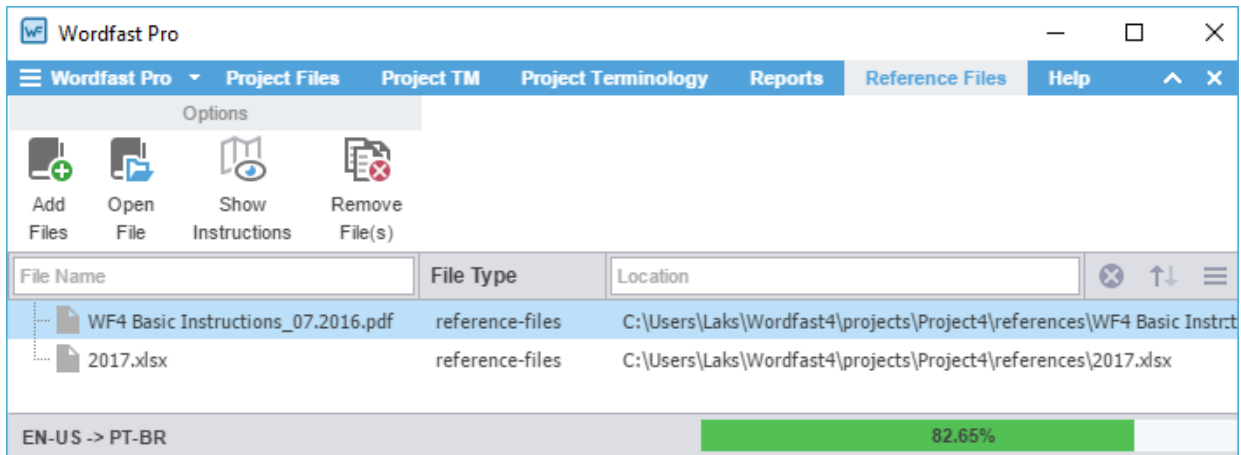 WF Wordfast Pro
Wordfast Pro Project Files Project TM Project Terminology Reports Reference Files Help
Options
Add Files
Open File
Show Instructions
Remove File(s)
File Name File Type Location
WF4 Basic Instructions_07.2016.pdf reference-files C:\Users\Laks\Wordfast4\projects\Project4\references\WF4 Basic
2017.xlsx reference-files C:\Users\Laks\Wordfast4\projects\Project4\references\2017.xlsx
EN-US -> PT-BR 82.65%